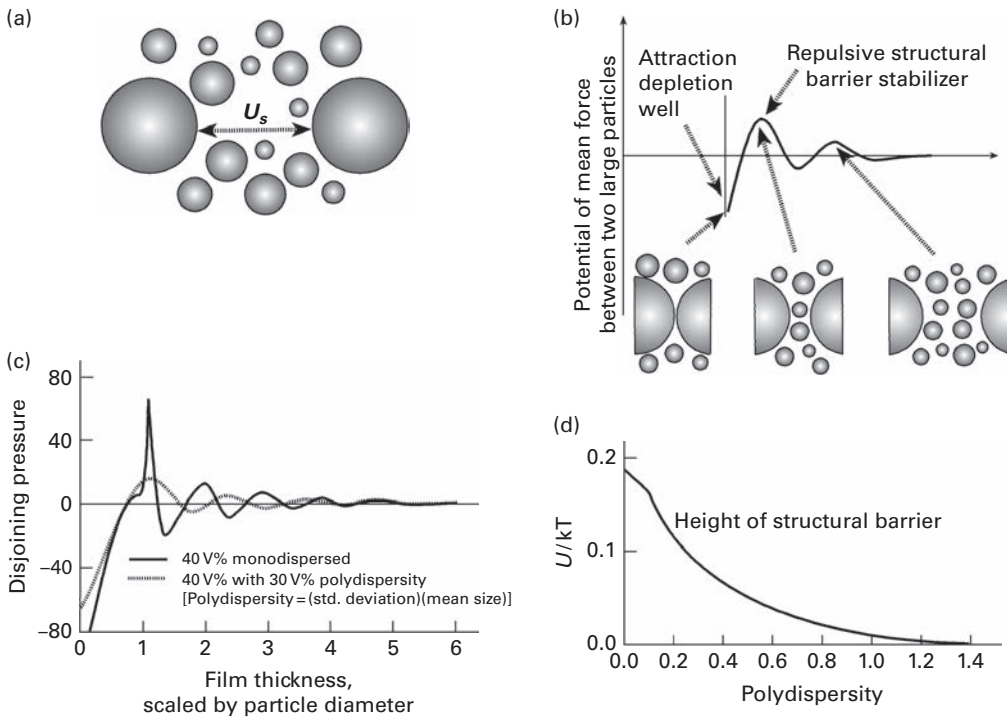 (a)
U_s
(b)
Attraction
depletion
well
Repulsive structural
barrier stabilizer
Potential of mean force
between two large particles
(c)
80
40
0
−40
−80
Disjoining pressure
40 V% monodispersed
40 V% with 30 V% polydispersity
[Polydispersity = (std. deviation)(mean size)]
0 1 2 3 4 5 6
Film thickness,
scaled by particle diameter
(d)
0.2
0.1
0.0
U/kT
Height of structural barrier
0.0 0.2 0.4 0.6 0.8 1.0 1.2 1.4
Polydispersity